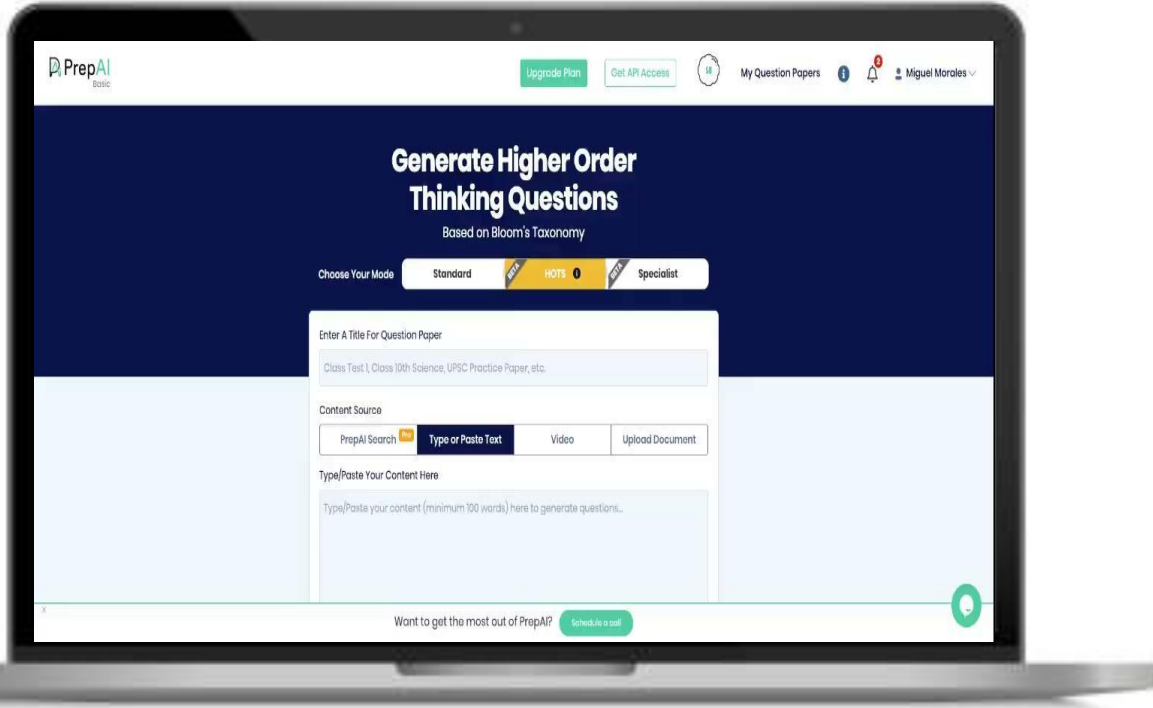 PrepAI
Basic
Upgrade Plan
Get API Access
My Question Papers
Miguel Morales
Generate Higher Order
Thinking Questions
Based on Bloom's Taxonomy
Choose Your Mode
Standard
BETA
HOTS
BETA
Specialist
Enter A Title For Question Paper
Class Test 1, Class 10th Science, UPSC Practice Paper, etc.
Content Source
PrepAI Search
Pro
Type or Paste Text
Video
Upload Document
Type/Paste Your Content Here
Type/Paste your content (minimum 100 words) here to generate questions...
x
Want to get the most out of PrepAI?
Schedule a call